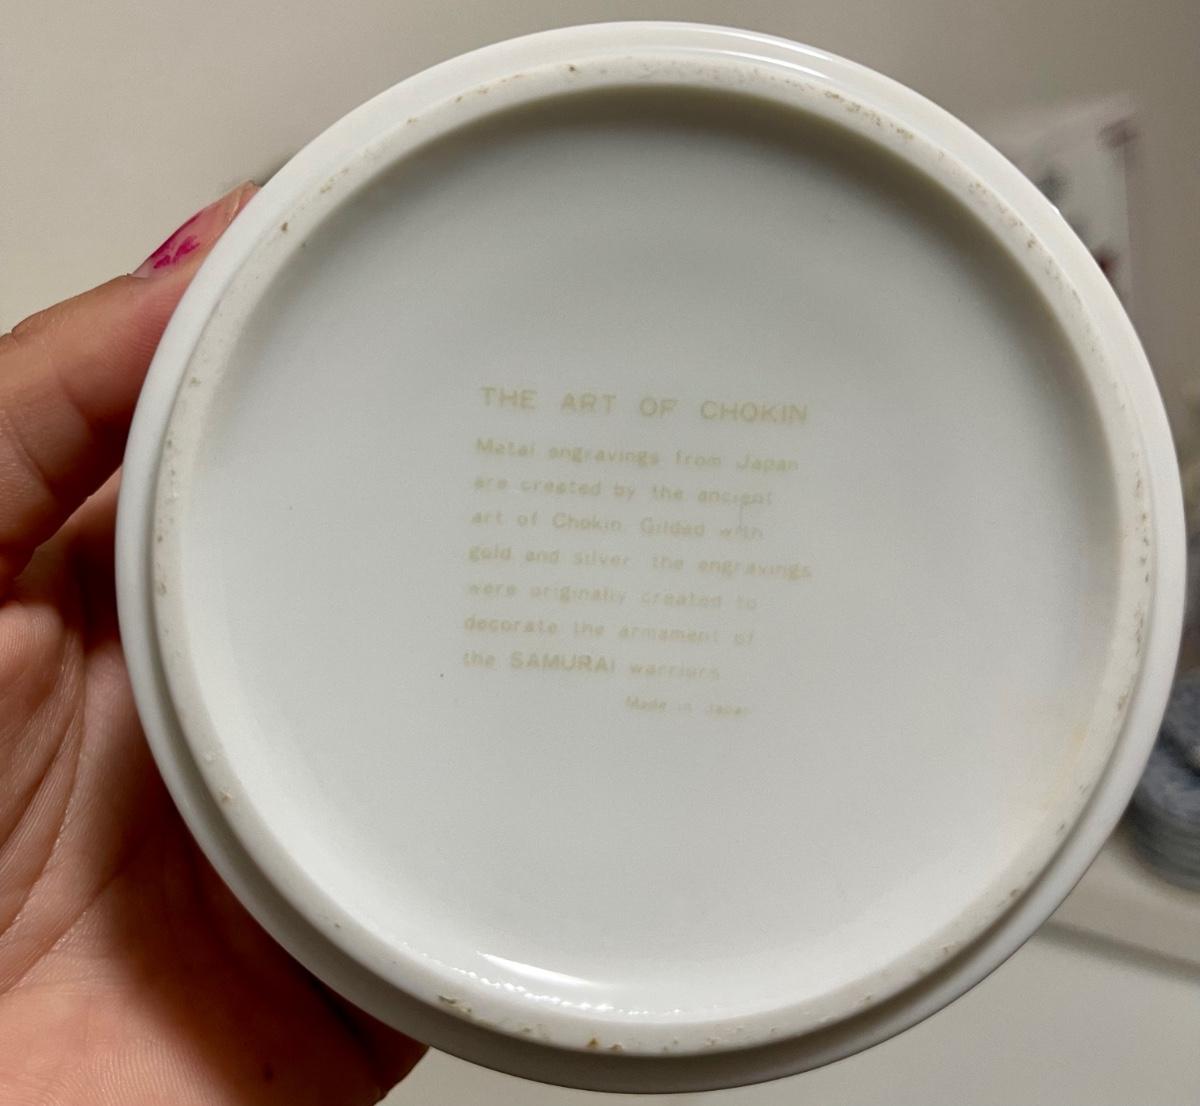 THE ART OF CHOKIN
Metal engravings from Japan
are created by the ancient
art of Chokin. Gilded with
gold and silver, the engravings
were originally created to
decorate the armament of
the SAMURAI warriors.
Made in Japan